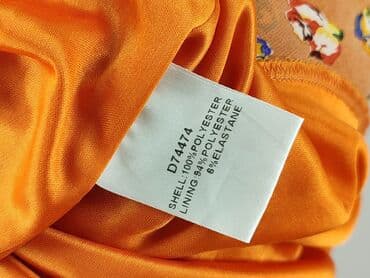 D74474
SHELL:100%POLYESTER
LINING:94%POLYESTER
6%ELASTANE